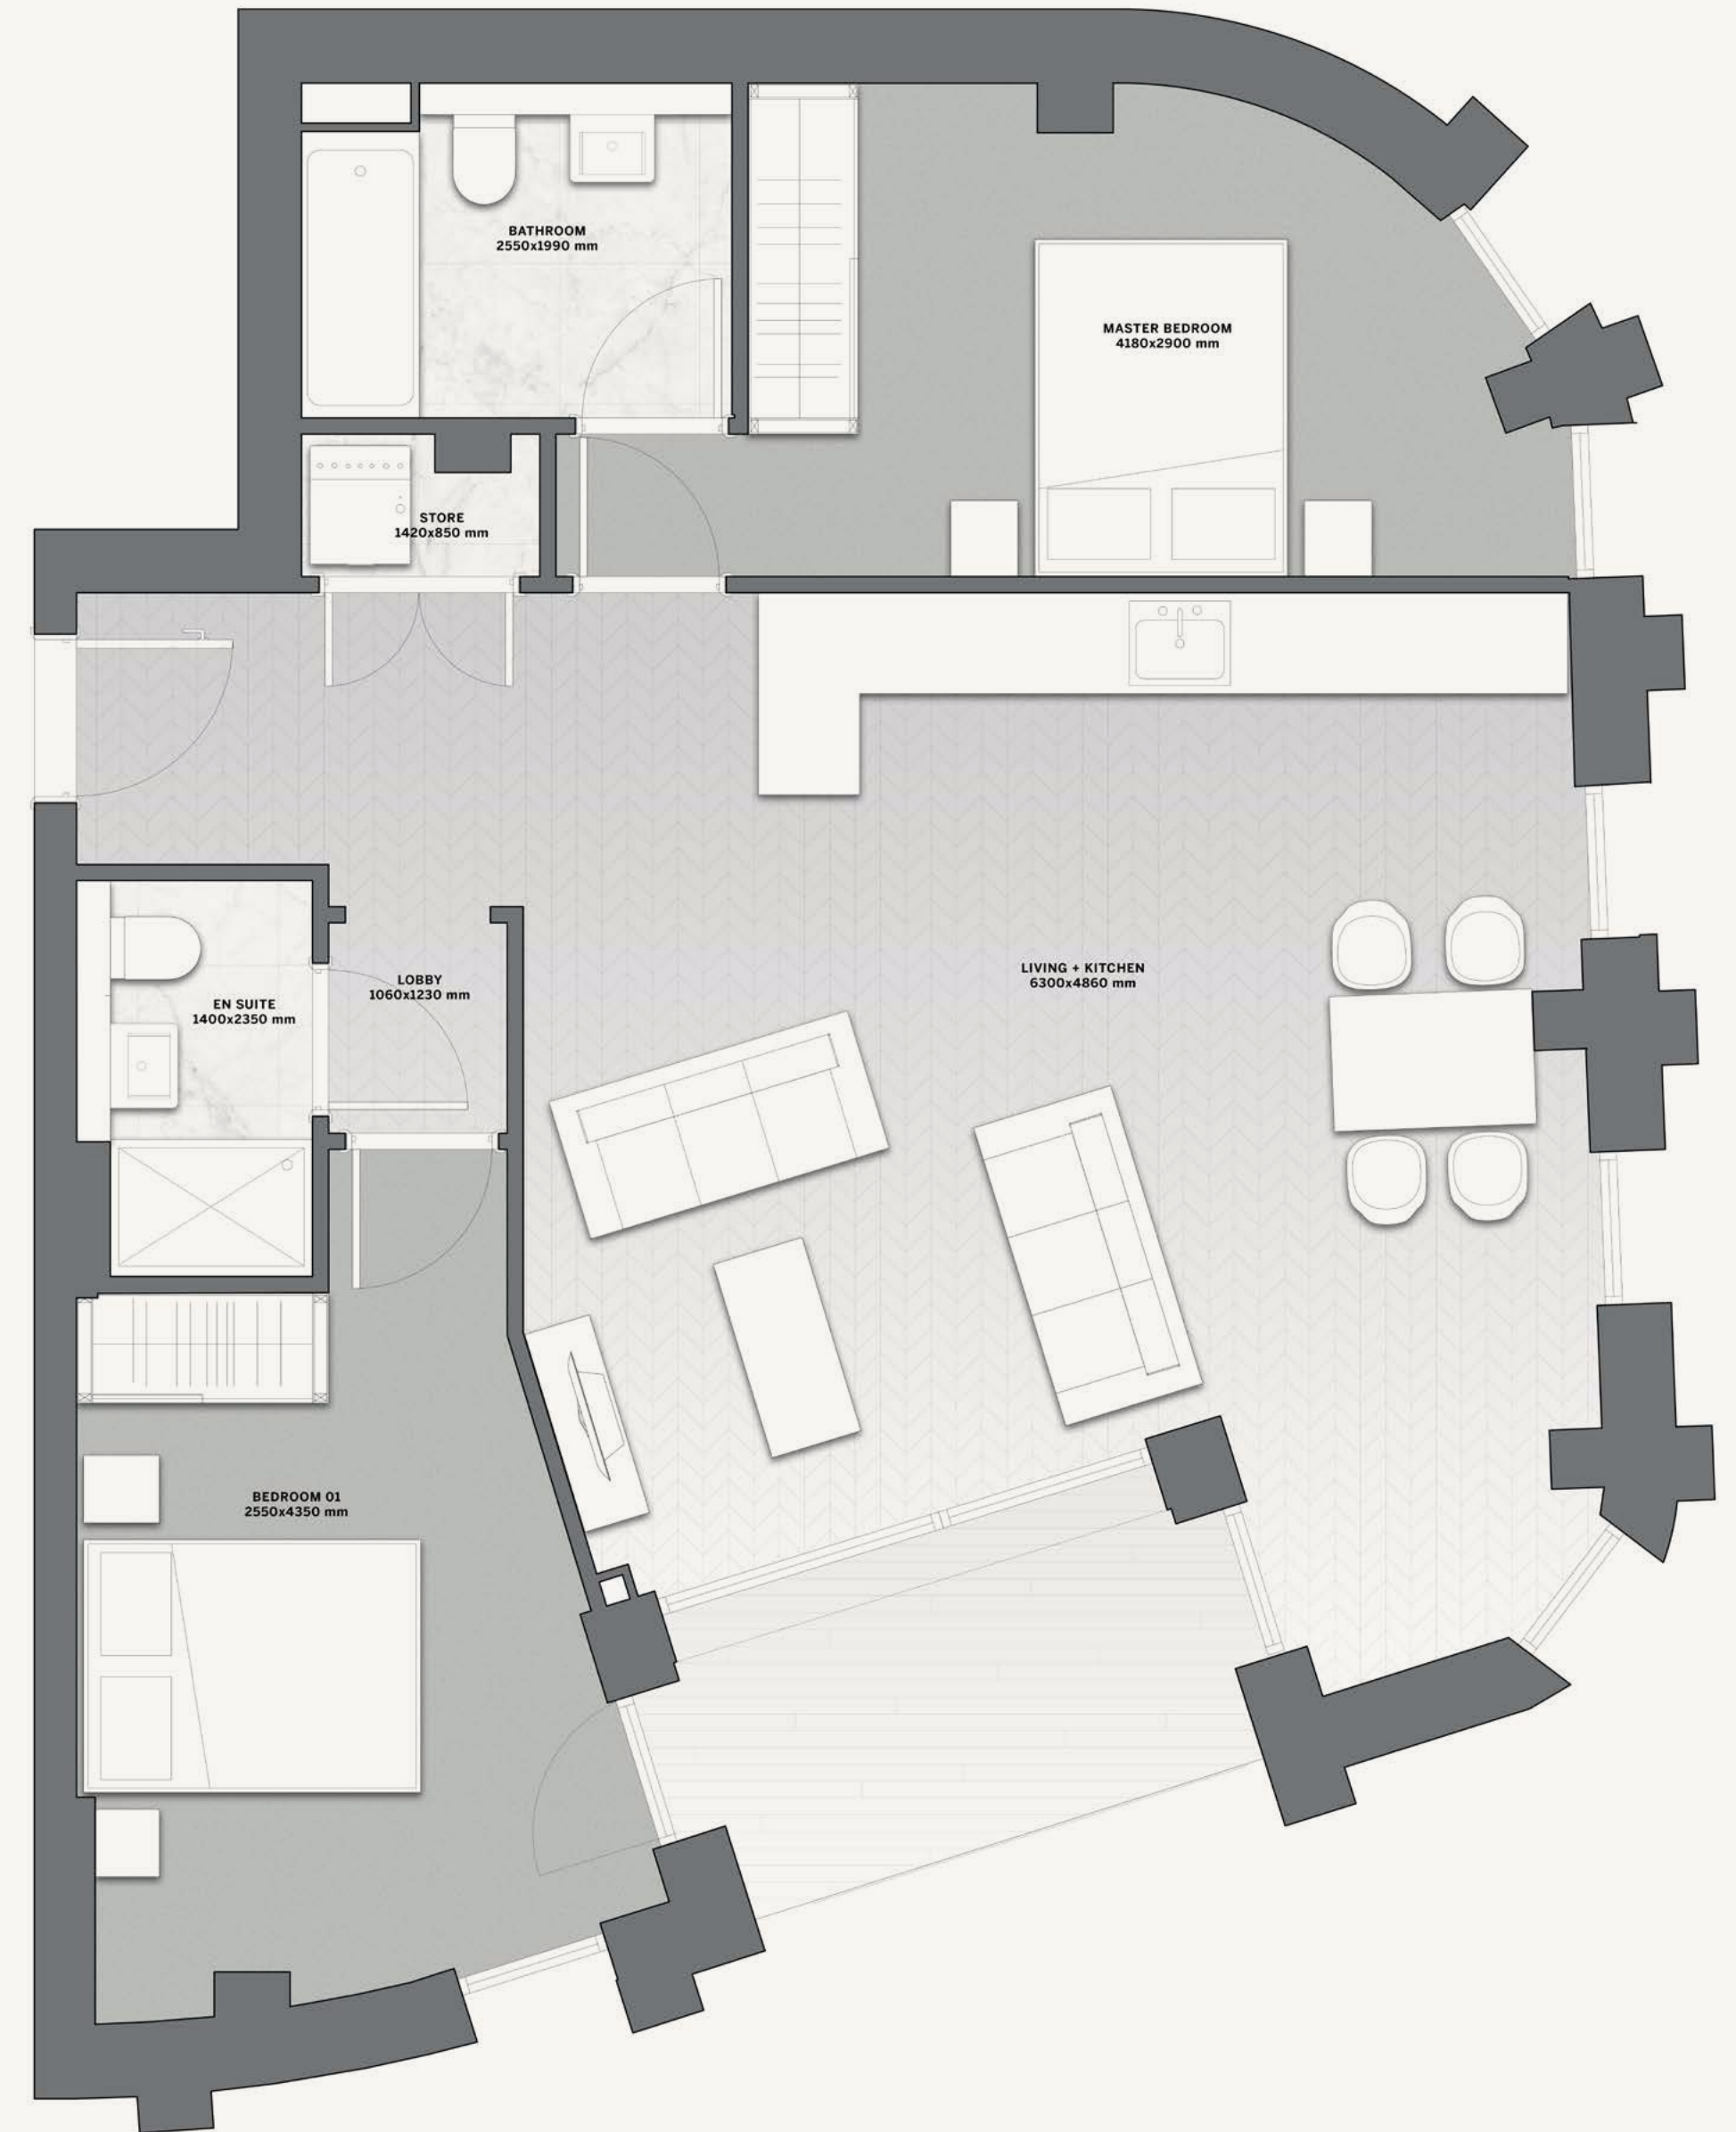 BATHROOM
2550x1990 mm
MASTER BEDROOM
4180x2900 mm
STORE
1420x850 mm
LIVING + KITCHEN
6300x4860 mm
LOBBY
1060x1230 mm
EN SUITE
1400x2350 mm
BEDROOM 01
2550x4350 mm